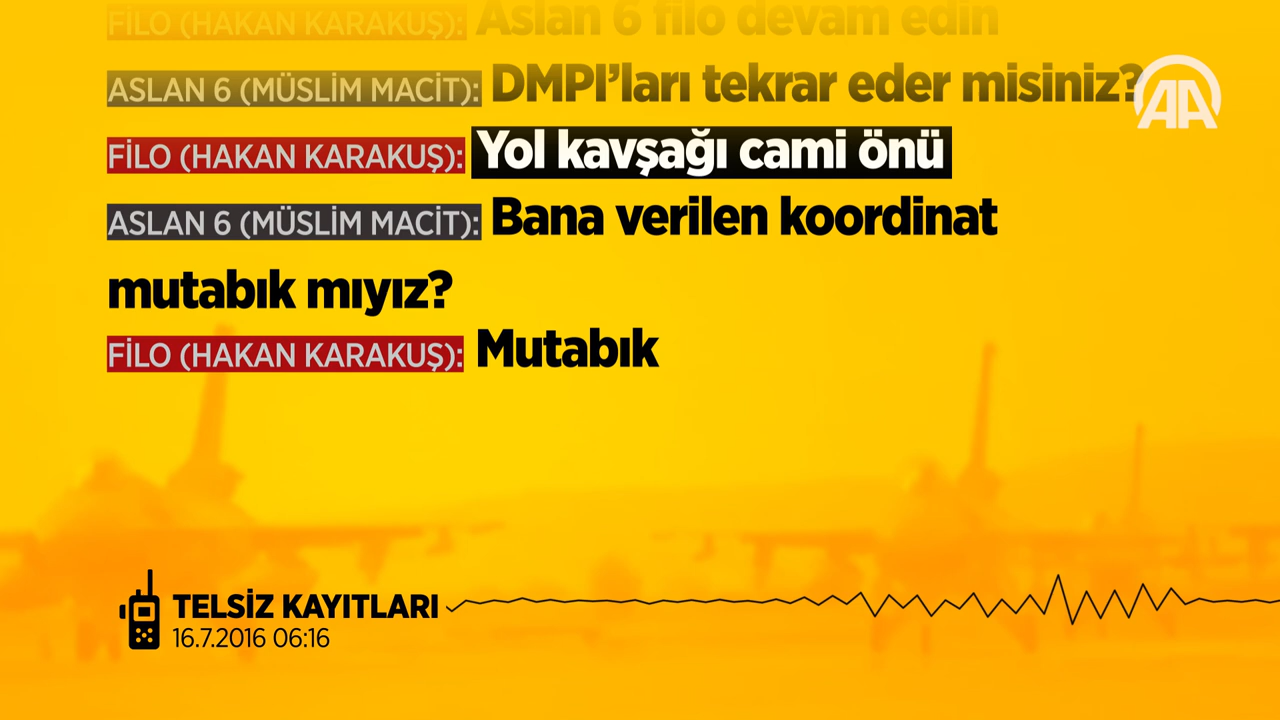 FİLO (HAKAN KARAKUŞ): Aslan 6 filo devam edin
ASLAN 6 (MÜSLİM MACİT): DMPI’ları tekrar eder misiniz?
AA
FİLO (HAKAN KARAKUŞ): Yol kavşağı cami önü
ASLAN 6 (MÜSLİM MACİT): Bana verilen koordinat
mutabık mıyız?
FİLO (HAKAN KARAKUŞ): Mutabık
TELSİZ KAYITLARI
16.7.2016 06:16